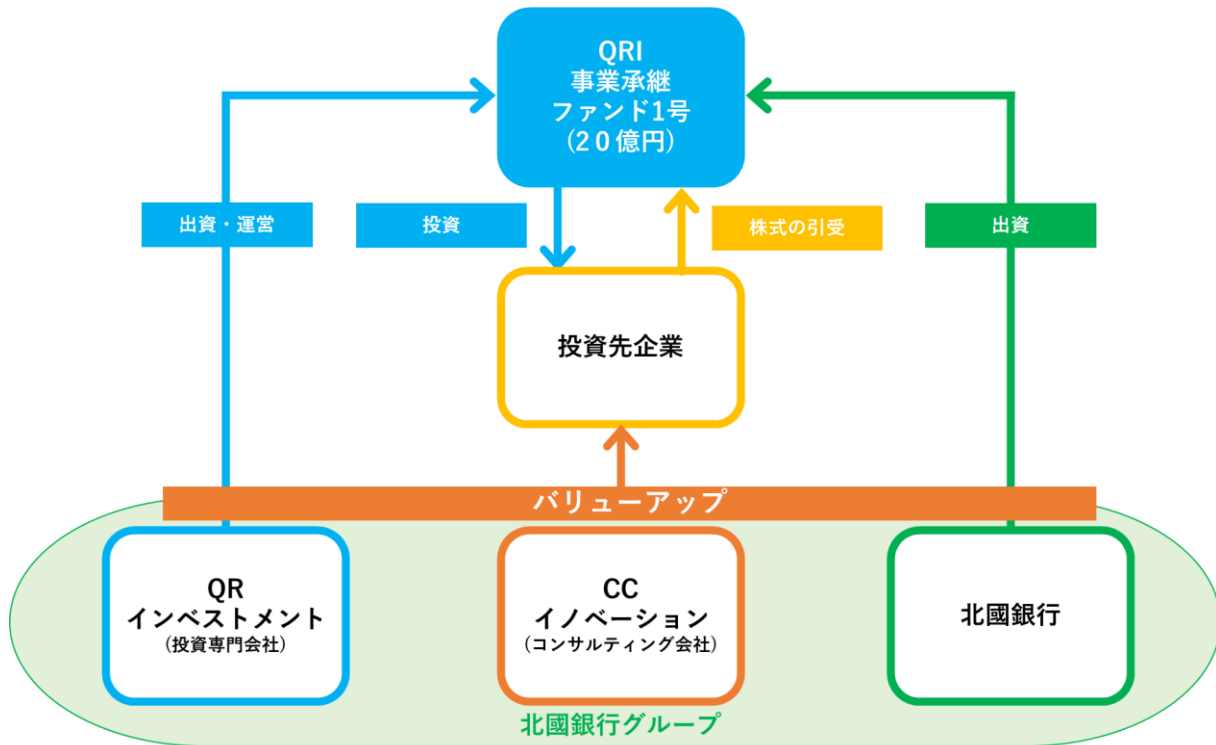 QRI
事業承継
ファンド1号
(20億円)
出資・運営
投資
株式の引受
出資
投資先企業
バリューアップ
QR
インベストメント
(投資専門会社)
CC
イノベーション
(コンサルティング会社)
北國銀行
北國銀行グループ